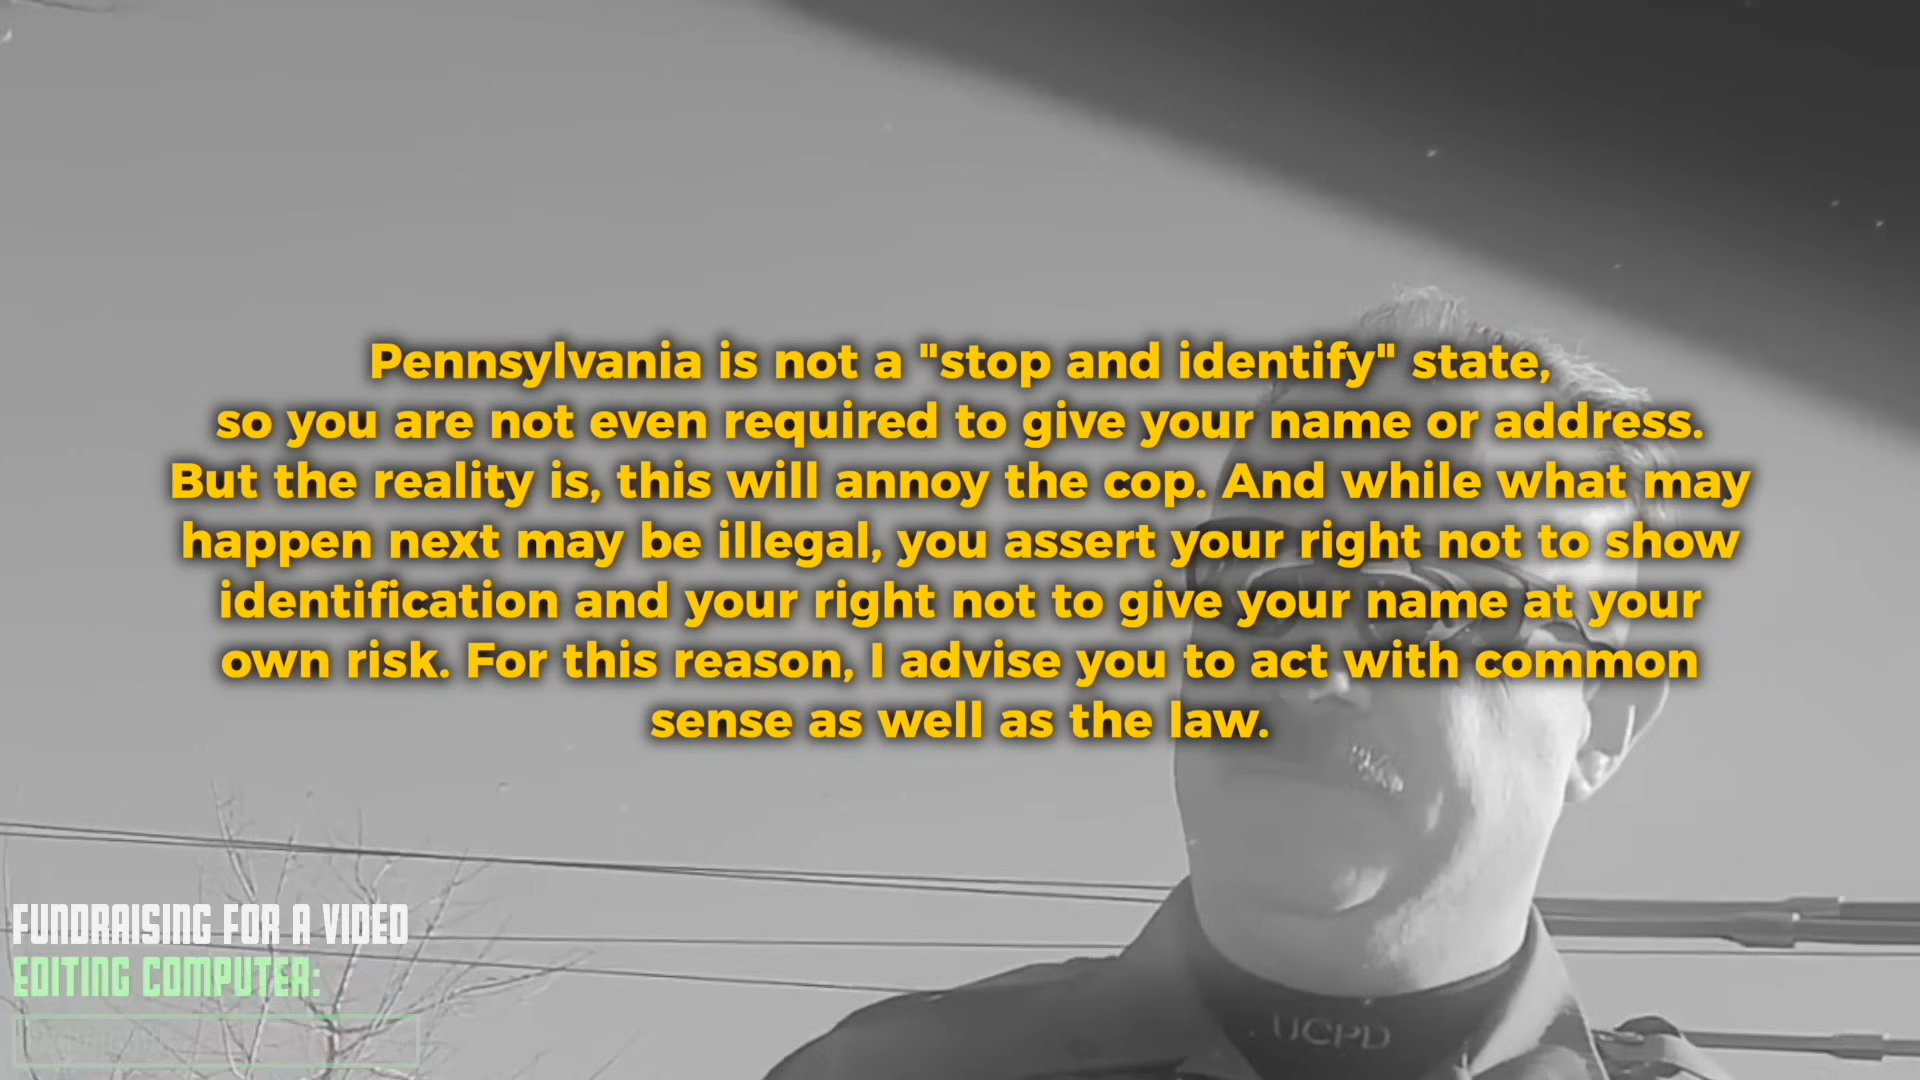 Pennsylvania is not a "stop and identify" state,
so you are not even required to give your name or address.
But the reality is, this will annoy the cop. And while what may
happen next may be illegal, you assert your right not to show
identification and your right not to give your name at your
own risk. For this reason, I advise you to act with common
sense as well as the law.
FUNDRAISING FOR A VIDEO
EDITING COMPUTER:
UCPD